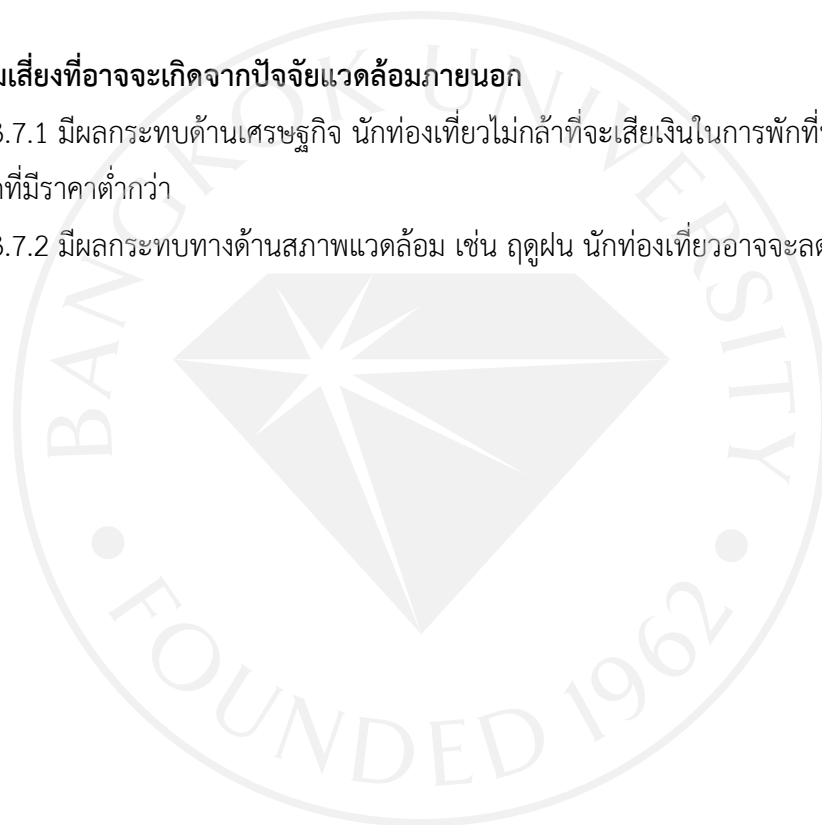 มเสี่ยงที่อาจจะเกิดจากปัจจัยแวดล้อมภายนอก
3.7.1 มีผลกระทบด้านเศรษฐกิจ นักท่องเที่ยวไม่กล้าที่จะเสียเงินในการพักที่
ที่มีราคาต่ำกว่า
3.7.2 มีผลกระทบทางด้านสภาพแวดล้อม เช่น ฤดูฝน นักท่องเที่ยวอาจจะลด
BANGKOK UNIVERSITY
FOUNDED 1962